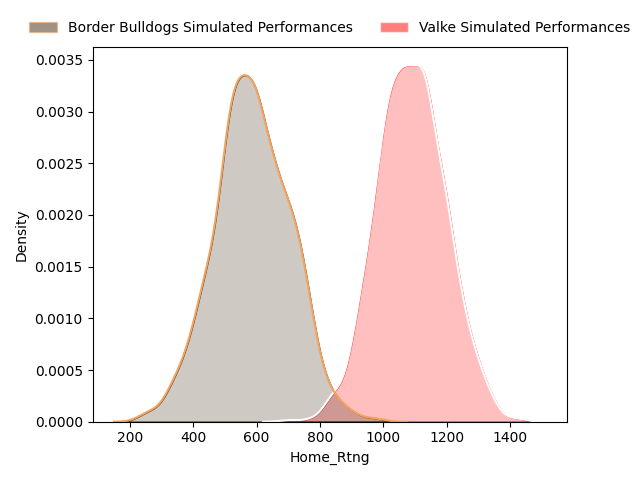 Border Bulldogs Simulated Performances
Valke Simulated Performances
0.0035
0.0030
0.0025
0.0020
0.0015
0.0010
0.0005
0.0000
Density
200 400 600 800 1000 1200 1400
Home_Rtng